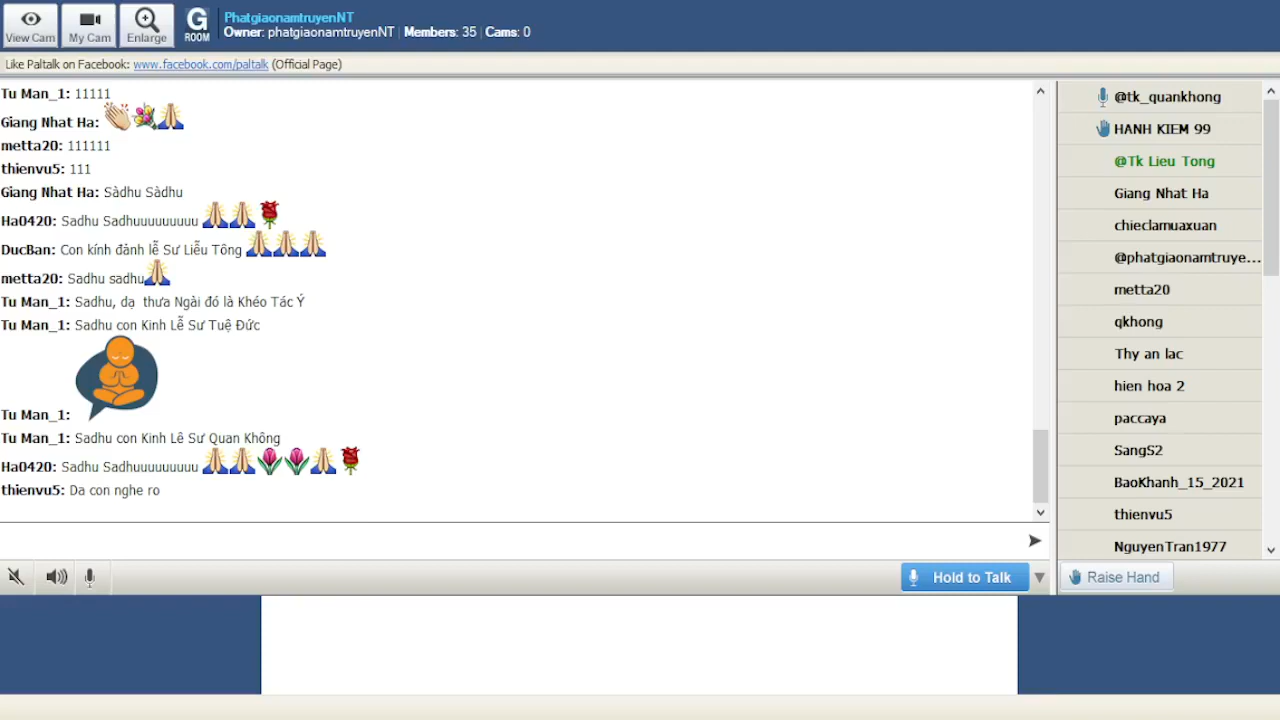 View Cam
My Cam
Enlarge
G ROOM
PhatgiaonamtruyenNT
Owner: phatgiaonamtruyenNT | Members: 35 | Cams: 0
Like Paltalk on Facebook: www.facebook.com/paltalk (Official Page)
Tu Man_1: 11111
Giang Nhat Ha:
metta20: 111111
thienvu5: 111
Giang Nhat Ha: Sàdhu Sàdhu
Ha0420: Sadhu Sadhuuuuuuuuu
DucBan: Con kính đảnh lễ Sư Liễu Tông
metta20: Sadhu sadhu
Tu Man_1: Sadhu, dạ thưa Ngài đó là Khéo Tác Ý
Tu Man_1: Sadhu con Kinh Lễ Sư Tuệ Đức
Tu Man_1:
Tu Man_1: Sadhu con Kinh Lê Sư Quan Không
Ha0420: Sadhu Sadhuuuuuuuuu
thienvu5: Da con nghe ro
Hold to Talk
@tk_quankhong
HANH KIEM 99
@Tk Lieu Tong
Giang Nhat Ha
chieclamuaxuan
@phatgiaonamtruye...
metta20
qkhong
Thy an lac
hien hoa 2
paccaya
SangS2
BaoKhanh_15_2021
thienvu5
NguyenTran1977
Raise Hand